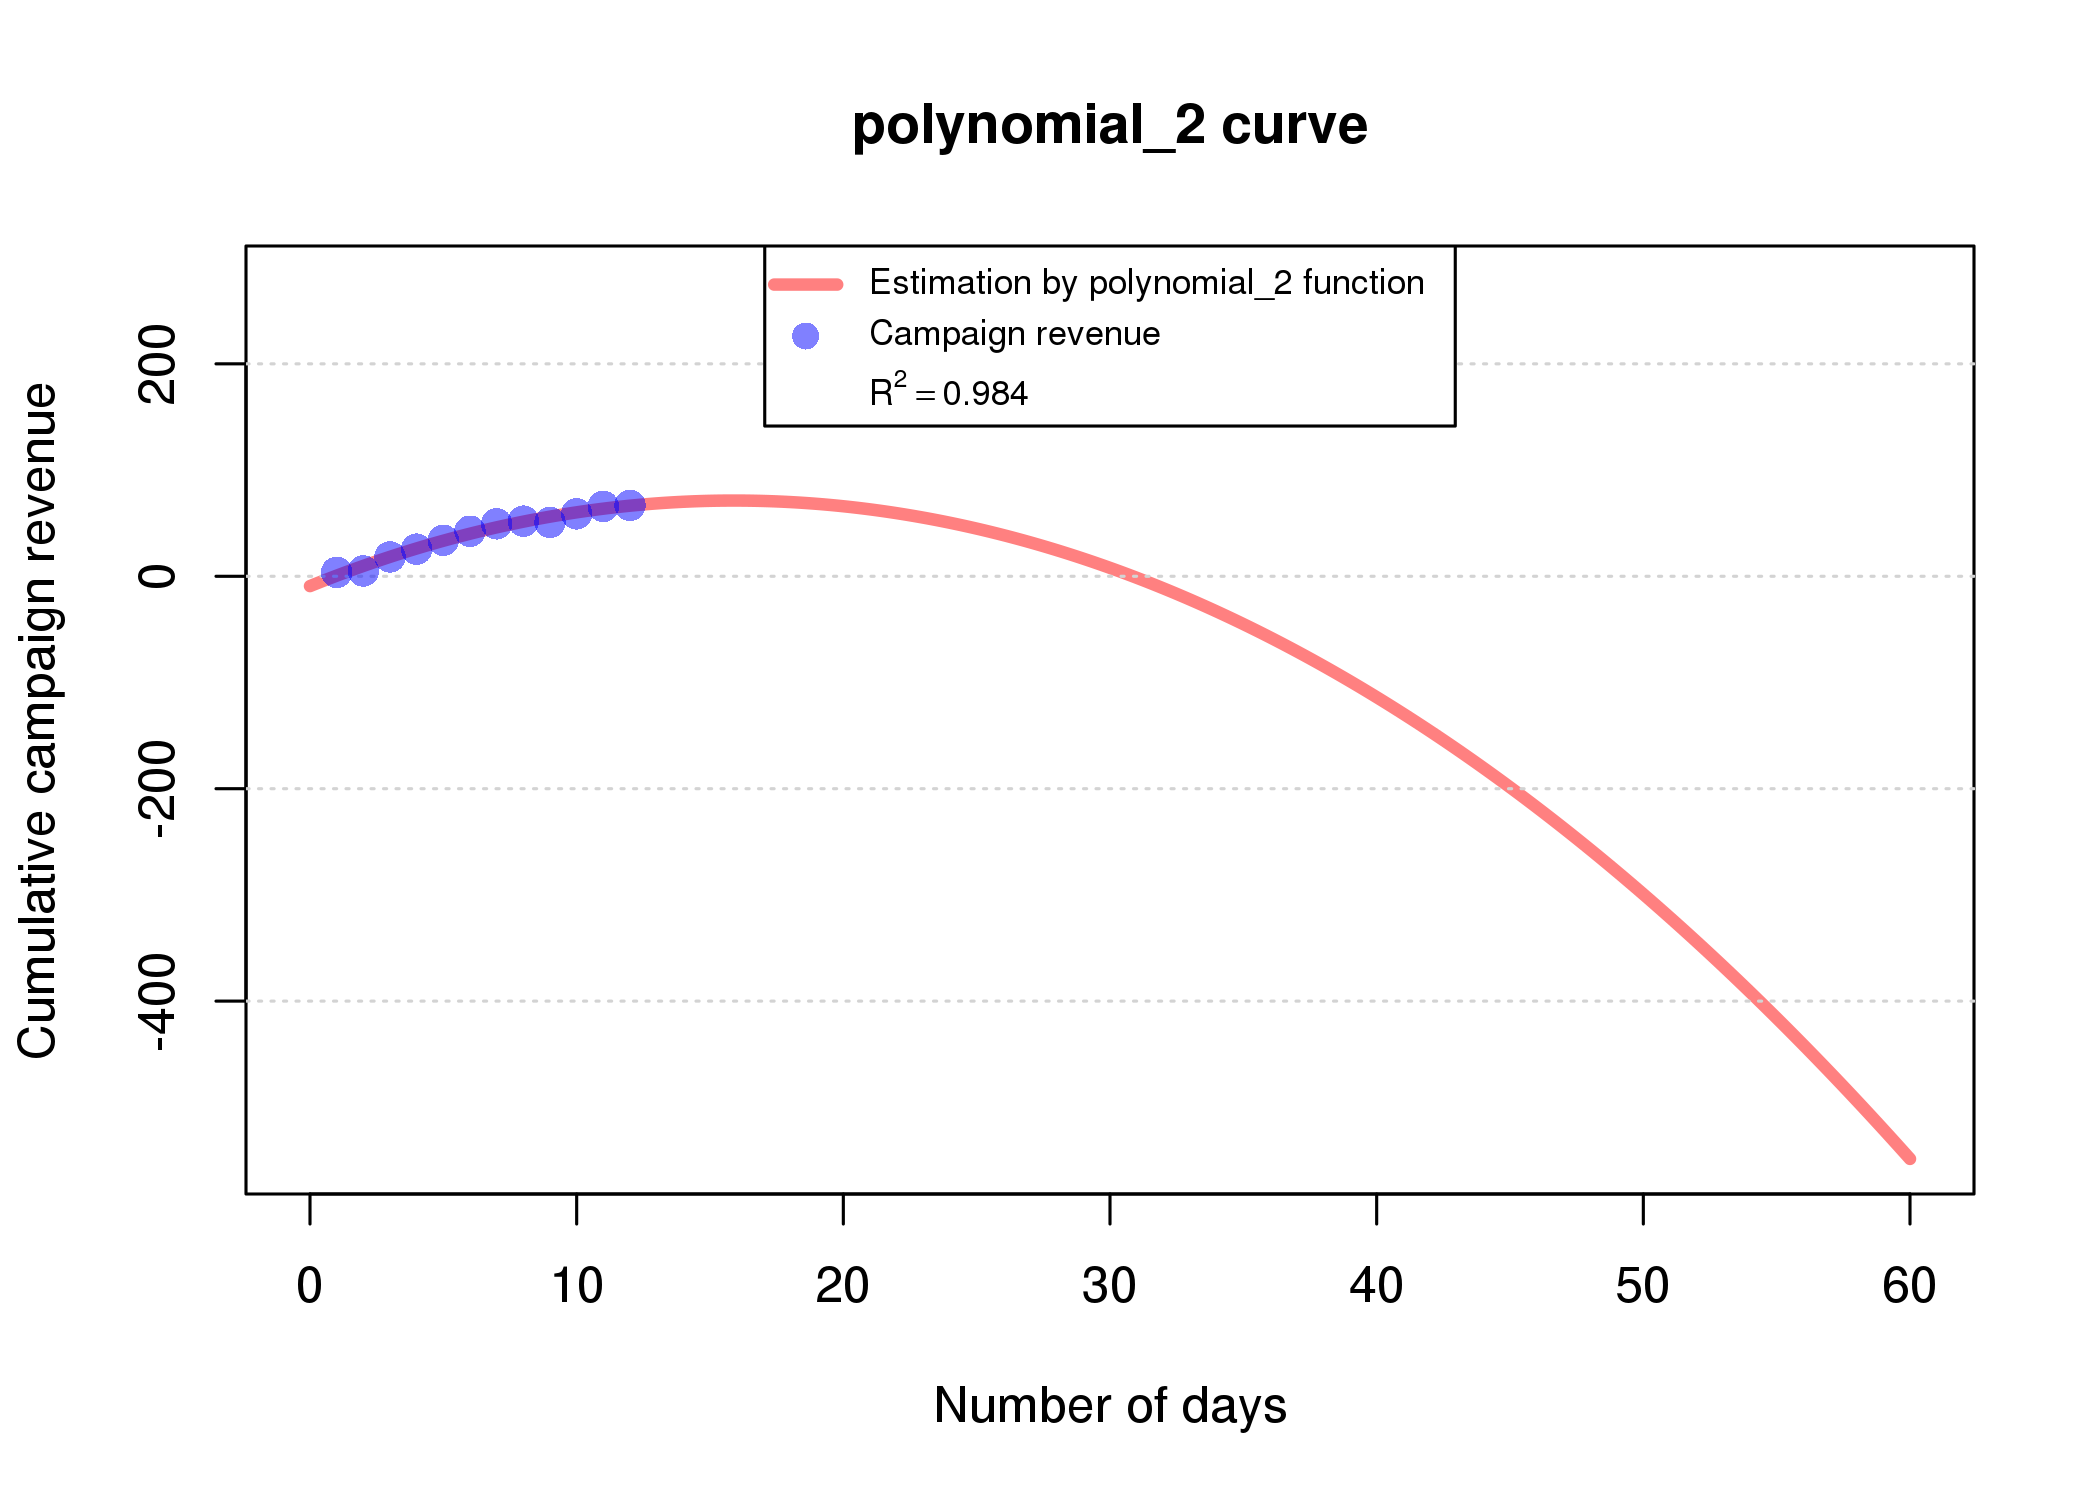 polynomial_2 curve
Estimation by polynomial_2 function
Campaign revenue
R² = 0.984
Cumulative campaign revenue
200
0
-200
-400
0 10 20 30 40 50 60
Number of days